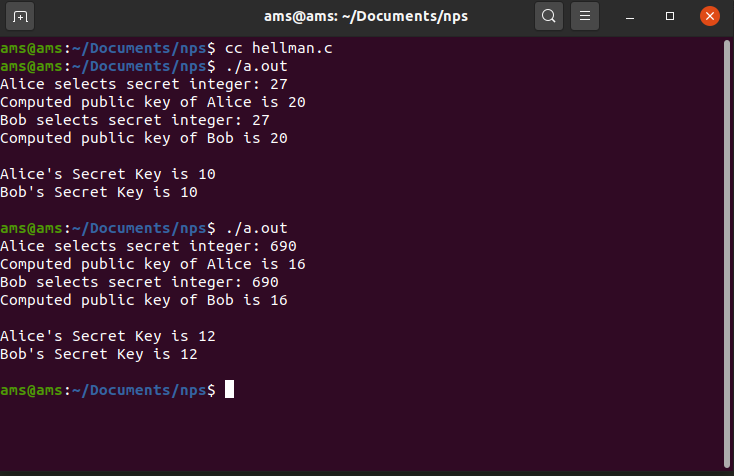 ams@ams: ~/Documents/nps
ams@ams:~/Documents/nps$ cc hellman.c
ams@ams:~/Documents/nps$ ./a.out
Alice selects secret integer: 27
Computed public key of Alice is 20
Bob selects secret integer: 27
Computed public key of Bob is 20
Alice's Secret Key is 10
Bob's Secret Key is 10
ams@ams:~/Documents/nps$ ./a.out
Alice selects secret integer: 690
Computed public key of Alice is 16
Bob selects secret integer: 690
Computed public key of Bob is 16
Alice's Secret Key is 12
Bob's Secret Key is 12
ams@ams:~/Documents/nps$